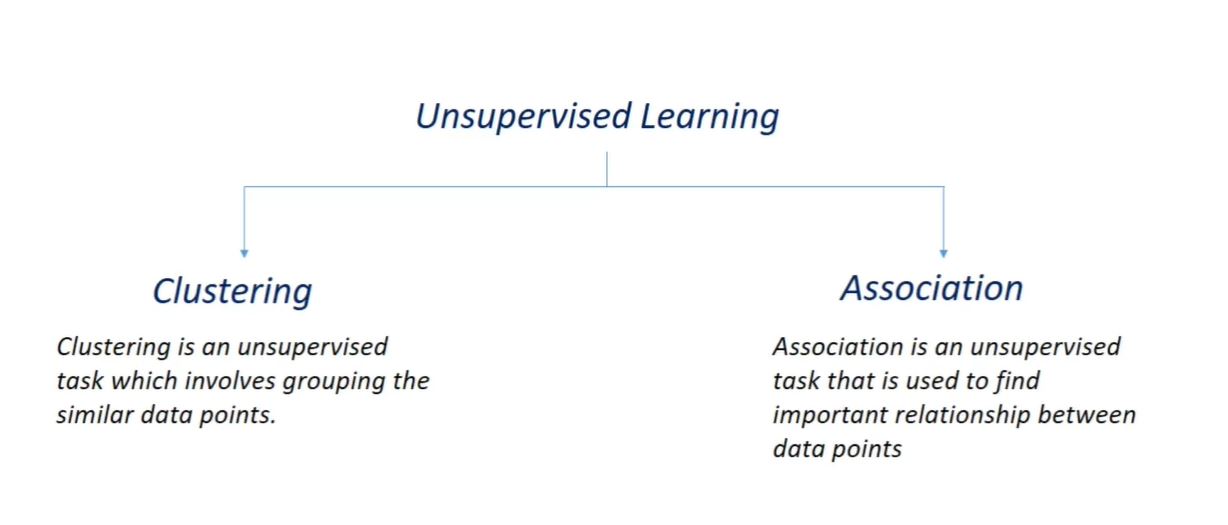 Unsupervised Learning
Clustering
Clustering is an unsupervised
task which involves grouping the
similar data points.
Association
Association is an unsupervised
task that is used to find
important relationship between
data points